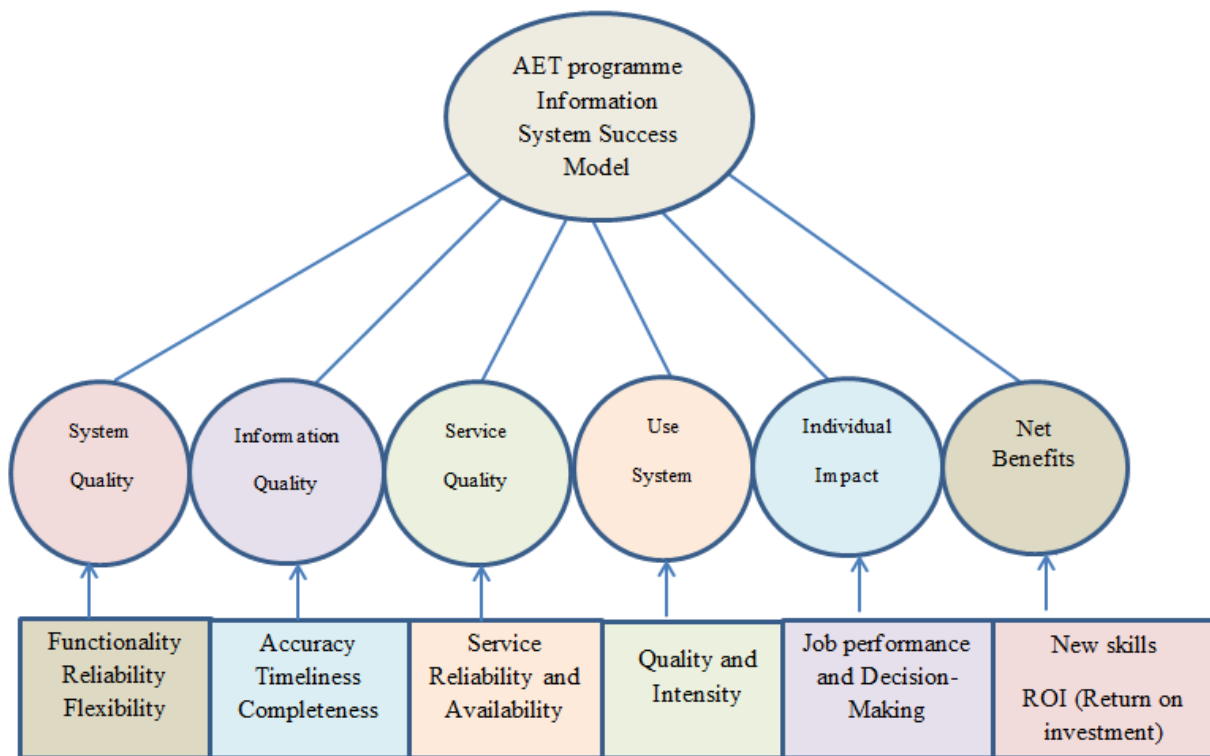 AET programme
Information
System Success
Model
System
Quality
Information
Quality
Service
Quality
Use
System
Individual
Impact
Net
Benefits
Functionality
Reliability
Flexibility
Accuracy
Timeliness
Completeness
Service
Reliability and
Availability
Quality and
Intensity
Job performance
and Decision-
Making
New skills
ROI (Return on
investment)